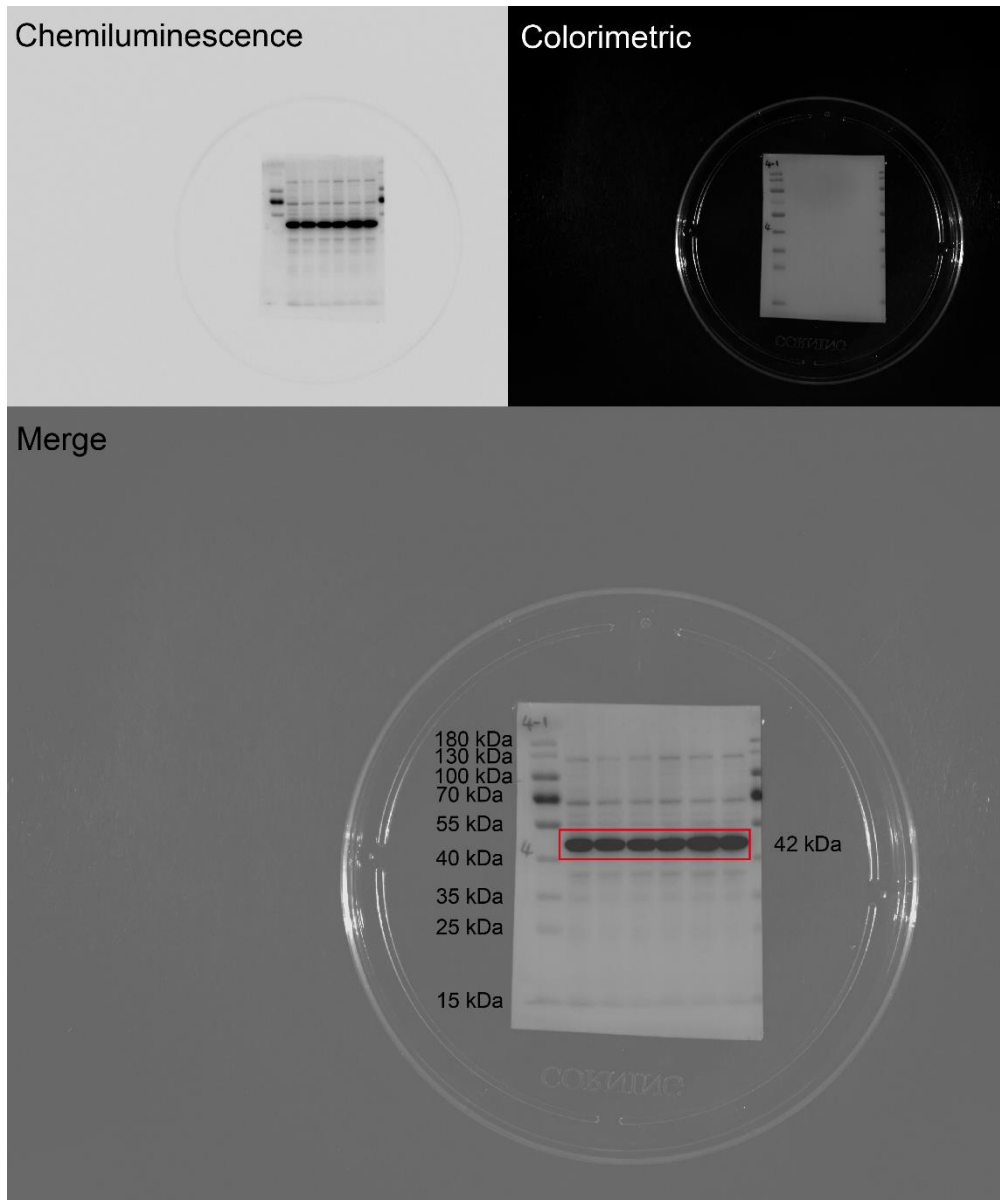 Chemiluminescence
Colorimetric
4-1
4
CORNING
Merge
4-1
180 kDa
130 kDa
100 kDa
70 kDa
55 kDa
42 kDa
4
40 kDa
35 kDa
25 kDa
15 kDa
CORNING